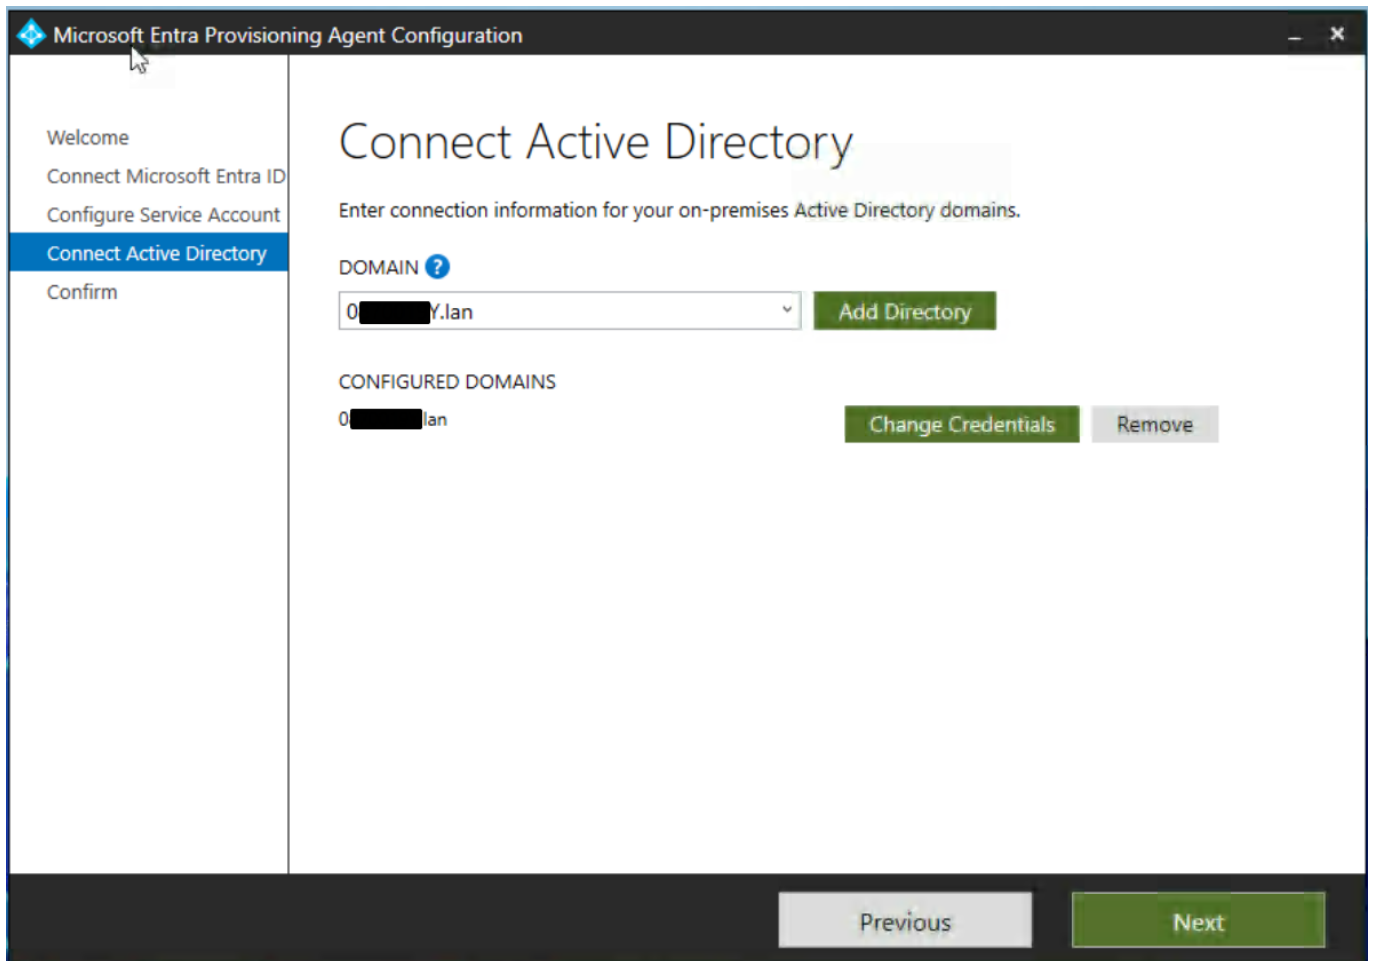 Microsoft Entra Provisioning Agent Configuration
Welcome
Connect Microsoft Entra ID
Configure Service Account
Connect Active Directory
Confirm
Connect Active Directory
Enter connection information for your on-premises Active Directory domains.
DOMAIN ?
0 Y.lan
Add Directory
CONFIGURED DOMAINS
0 lan
Change Credentials
Remove
Previous
Next